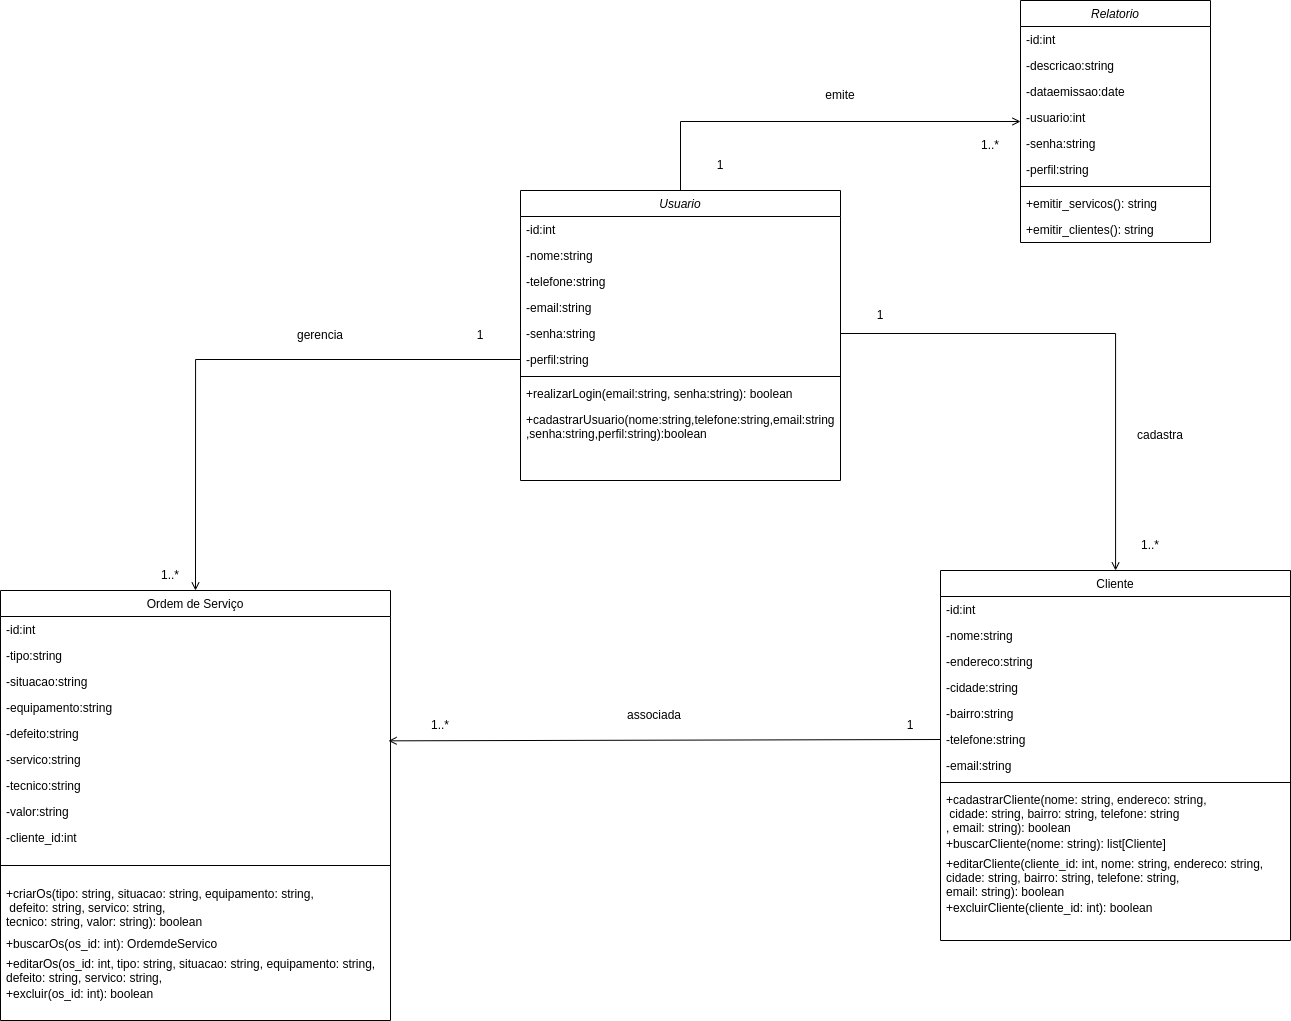 Relatorio
-id:int
-descricao:string
-dataemissao:date
-usuario:int
-senha:string
-perfil:string
+emitir_servicos(): string
+emitir_clientes(): string
emite
1..*
1
Usuario
-id:int
-nome:string
-telefone:string
-email:string
-senha:string
-perfil:string
+realizarLogin(email:string, senha:string): boolean
+cadastrarUsuario(nome:string,telefone:string,email:string
,senha:string,perfil:string):boolean
gerencia
1
1..*
1
cadastra
1..*
Ordem de Serviço
-id:int
-tipo:string
-situacao:string
-equipamento:string
-defeito:string
-servico:string
-tecnico:string
-valor:string
-cliente_id:int
+criarOs(tipo: string, situacao: string, equipamento: string,
defeito: string, servico: string,
tecnico: string, valor: string): boolean
+buscarOs(os_id: int): OrdemdeServico
+editarOs(os_id: int, tipo: string, situacao: string, equipamento: string,
defeito: string, servico: string,
+excluir(os_id: int): boolean
1..*
associada
1
Cliente
-id:int
-nome:string
-endereco:string
-cidade:string
-bairro:string
-telefone:string
-email:string
+cadastrarCliente(nome: string, endereco: string,
cidade: string, bairro: string, telefone: string
, email: string): boolean
+buscarCliente(nome: string): list[Cliente]
+editarCliente(cliente_id: int, nome: string, endereco: string,
cidade: string, bairro: string, telefone: string,
email: string): boolean
+excluirCliente(cliente_id: int): boolean